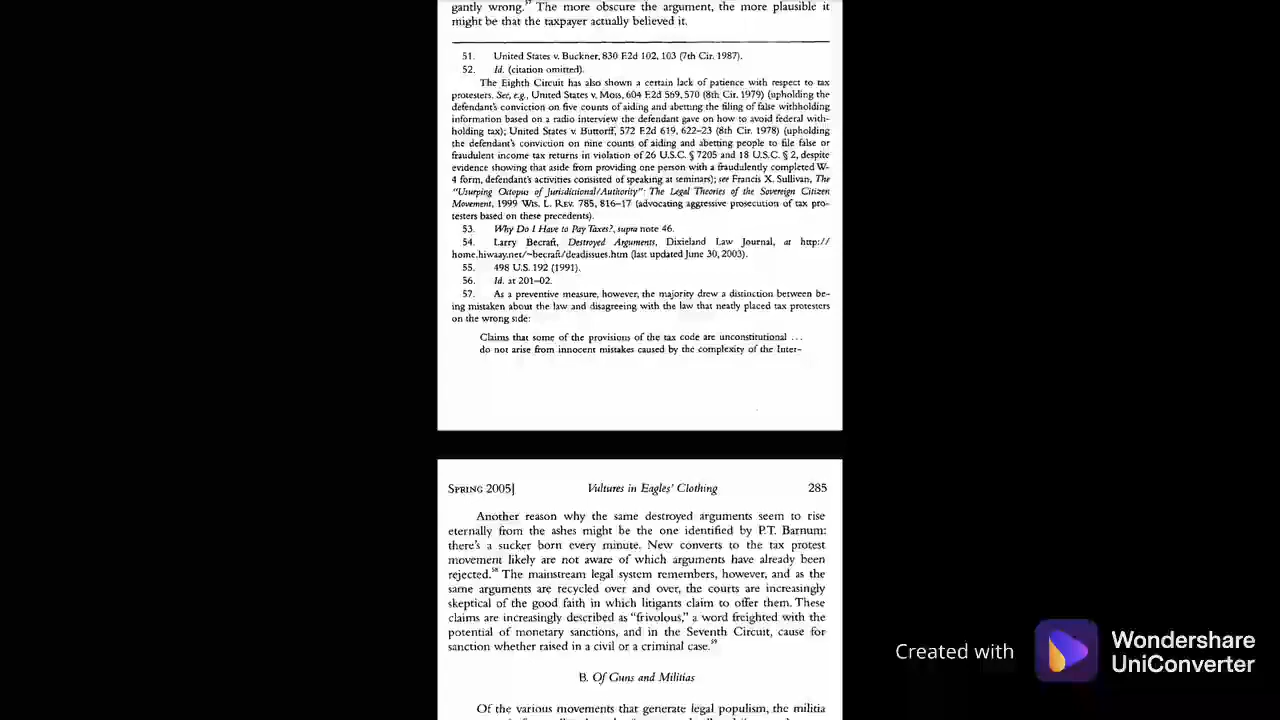 gantly wrong.57 The more obscure the argument, the more plausible it
might be that the taxpayer actually believed it.
51. United States v. Buckner, 830 F.2d 102, 103 (7th Cir. 1987).
52. Id. (citation omitted).
The Eighth Circuit has also shown a certain lack of patience with respect to tax
protesters. See, e.g., United States v. Moss, 604 F.2d 569, 570 (8th Cir. 1979) (upholding the
defendant's conviction on five counts of aiding and abetting the filing of false withholding
information based on a radio interview the defendant gave on how to avoid federal with-
holding tax); United States v. Buttorff, 572 F.2d 619, 622–23 (8th Cir. 1978) (upholding
the defendant's conviction on nine counts of aiding and abetting people to file false or
fraudulent income tax returns in violation of 26 U.S.C. § 7205 and 18 U.S.C. § 2, despite
evidence showing that aside from providing one person with a fraudulently completed W-
4 form, defendant's activities consisted of speaking at seminars); see Francis X. Sullivan, The
"Usurping Octopus of Jurisdictional/Authority": The Legal Theories of the Sovereign Citizen
Movement, 1999 Wis. L. Rev. 785, 816–17 (advocating aggressive prosecution of tax pro-
testers based on these precedents).
53. Why Do I Have to Pay Taxes?, supra note 46.
54. Larry Becraft, Destroyed Arguments, Dixieland Law Journal, at http://
home.hiwaay.net/~becraft/deadissues.htm (last updated June 30, 2003).
55. 498 U.S. 192 (1991).
56. Id. at 201–02.
57. As a preventive measure, however, the majority drew a distinction between be-
ing mistaken about the law and disagreeing with the law that neatly placed tax protesters
on the wrong side:
Claims that some of the provisions of the tax code are unconstitutional ...
do not arise from innocent mistakes caused by the complexity of the Inter-
Spring 2005] Vultures in Eagles' Clothing 285
Another reason why the same destroyed arguments seem to rise
eternally from the ashes might be the one identified by P.T. Barnum:
there's a sucker born every minute. New converts to the tax protest
movement likely are not aware of which arguments have already been
rejected.58 The mainstream legal system remembers, however, and as the
same arguments are recycled over and over, the courts are increasingly
skeptical of the good faith in which litigants claim to offer them. These
claims are increasingly described as "frivolous," a word freighted with the
potential of monetary sanctions, and in the Seventh Circuit, cause for
sanction whether raised in a civil or a criminal case.59
B. Of Guns and Militias
Of the various movements that generate legal populism, the militia
Created with Wondershare
UniConverter